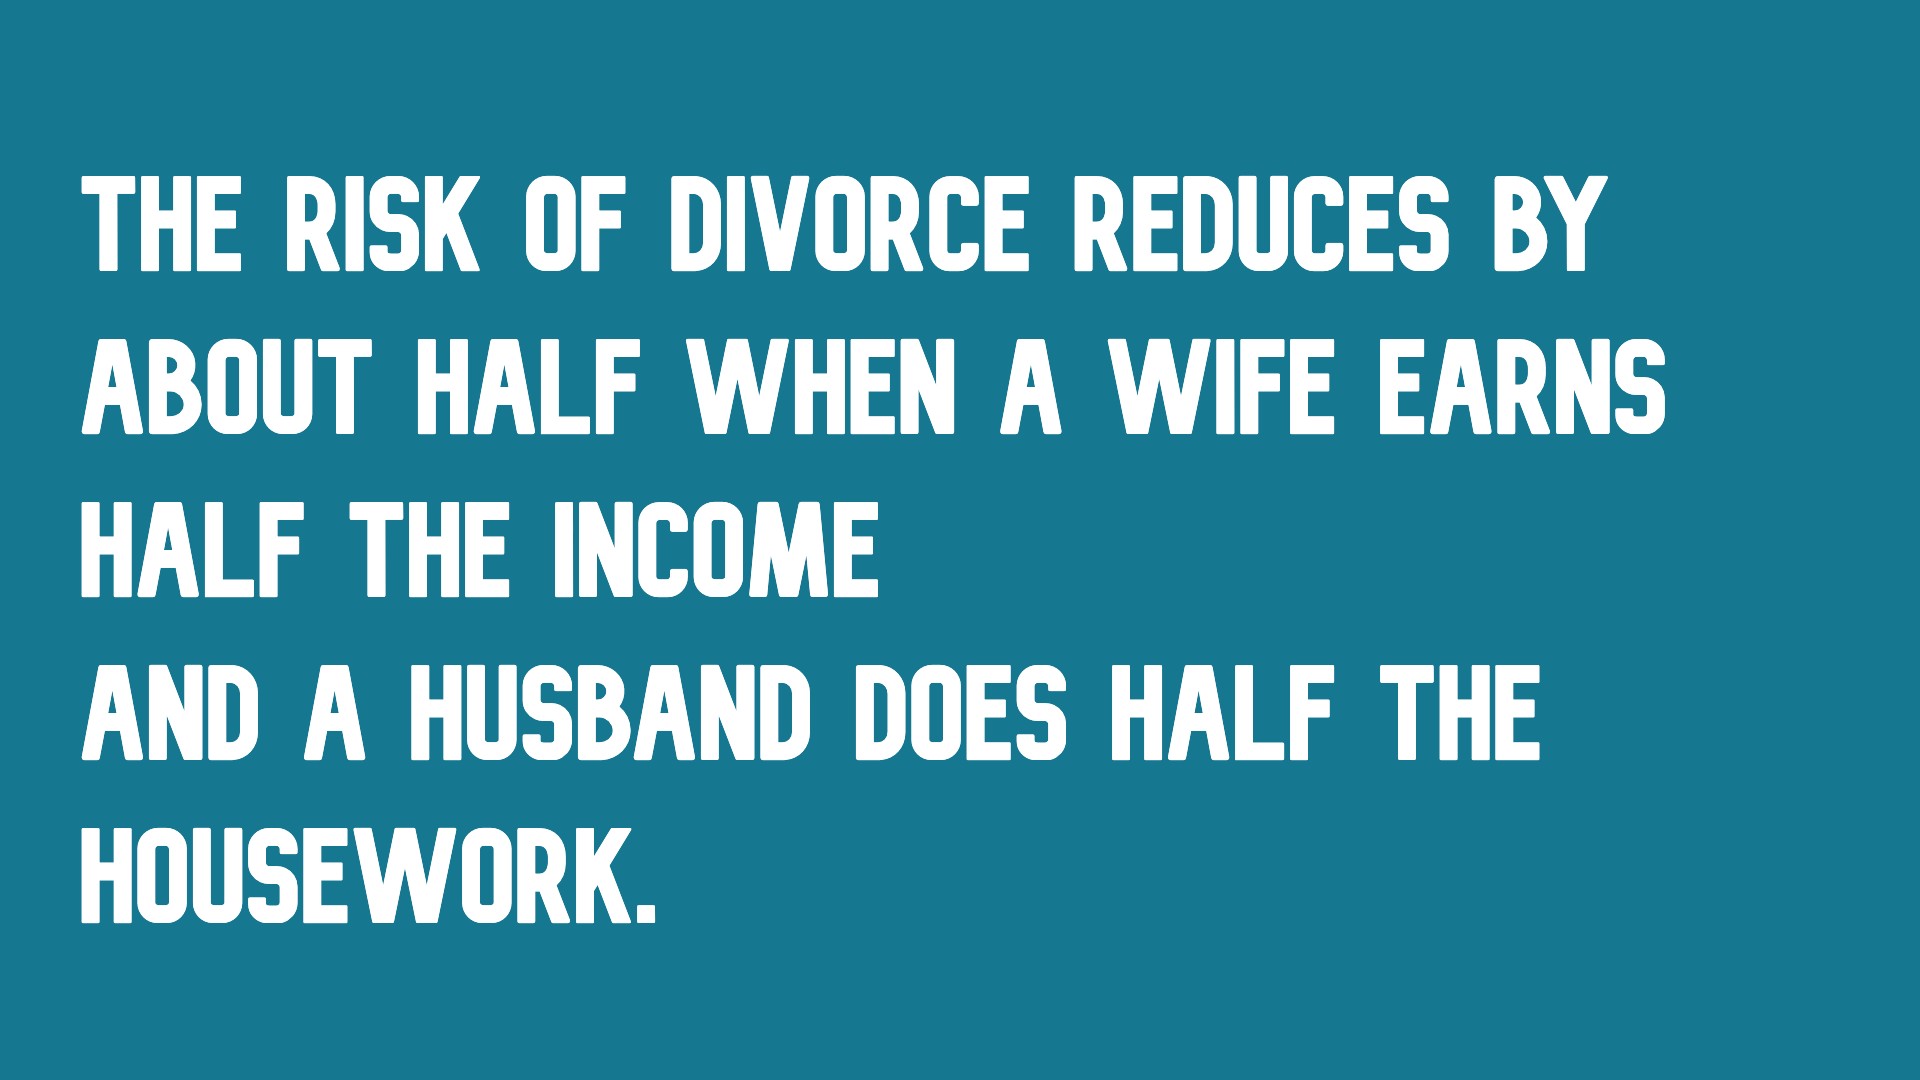 THE RISK OF DIVORCE REDUCES BY
ABOUT HALF WHEN A WIFE EARNS
HALF THE INCOME
AND A HUSBAND DOES HALF THE
HOUSEWORK.